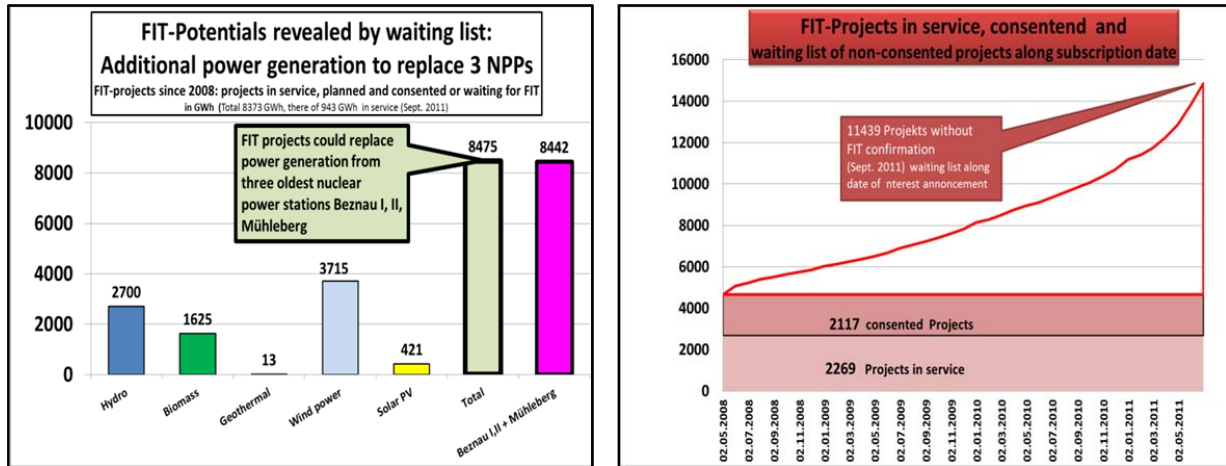 FIT-Potentials revealed by waiting list:
Additional power generation to replace 3 NPPs
FIT-projects since 2008: projects in service, planned and consented or waiting for FIT
in GWh (Total 8373 GWh, there of 943 GWh in service (Sept. 2011)
10000
8000
6000
4000
2000
0
FIT projects could replace
power generation from
three oldest nuclear
power stations Beznau I, II,
Mühleberg
2700
1625
13
3715
421
8475
8442
Hydro
Biomass
Geothermal
Wind power
Solar PV
Total
Beznau I,II + Mühleberg
FIT-Projects in service, consentend and
waiting list of non-consented projects along subscription date
16000
14000
12000
10000
8000
6000
4000
2000
0
11439 Projekts without
FIT confirmation
(Sept. 2011) waiting list along
date of nterest annoncement
2117 consented Projects
2269 Projects in service
02.05.2008
02.07.2008
02.09.2008
02.11.2008
02.01.2009
02.03.2009
02.05.2009
02.07.2009
02.09.2009
02.11.2009
02.01.2010
02.03.2010
02.05.2010
02.07.2010
02.09.2010
02.11.2010
02.01.2011
02.03.2011
02.05.2011